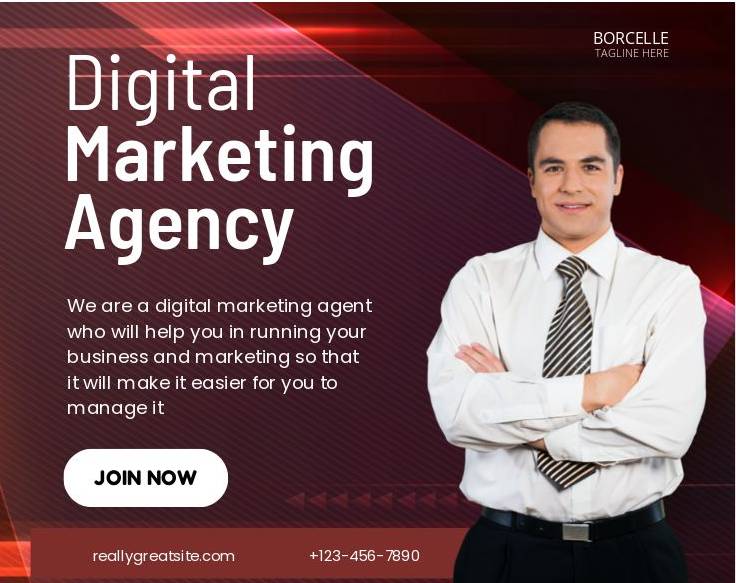 BORCELLE
TAGLINE HERE
Digital
Marketing
Agency
We are a digital marketing agent
who will help you in running your
business and marketing so that
it will make it easier for you to
manage it
JOIN NOW
reallygreatsite.com
+123-456-7890